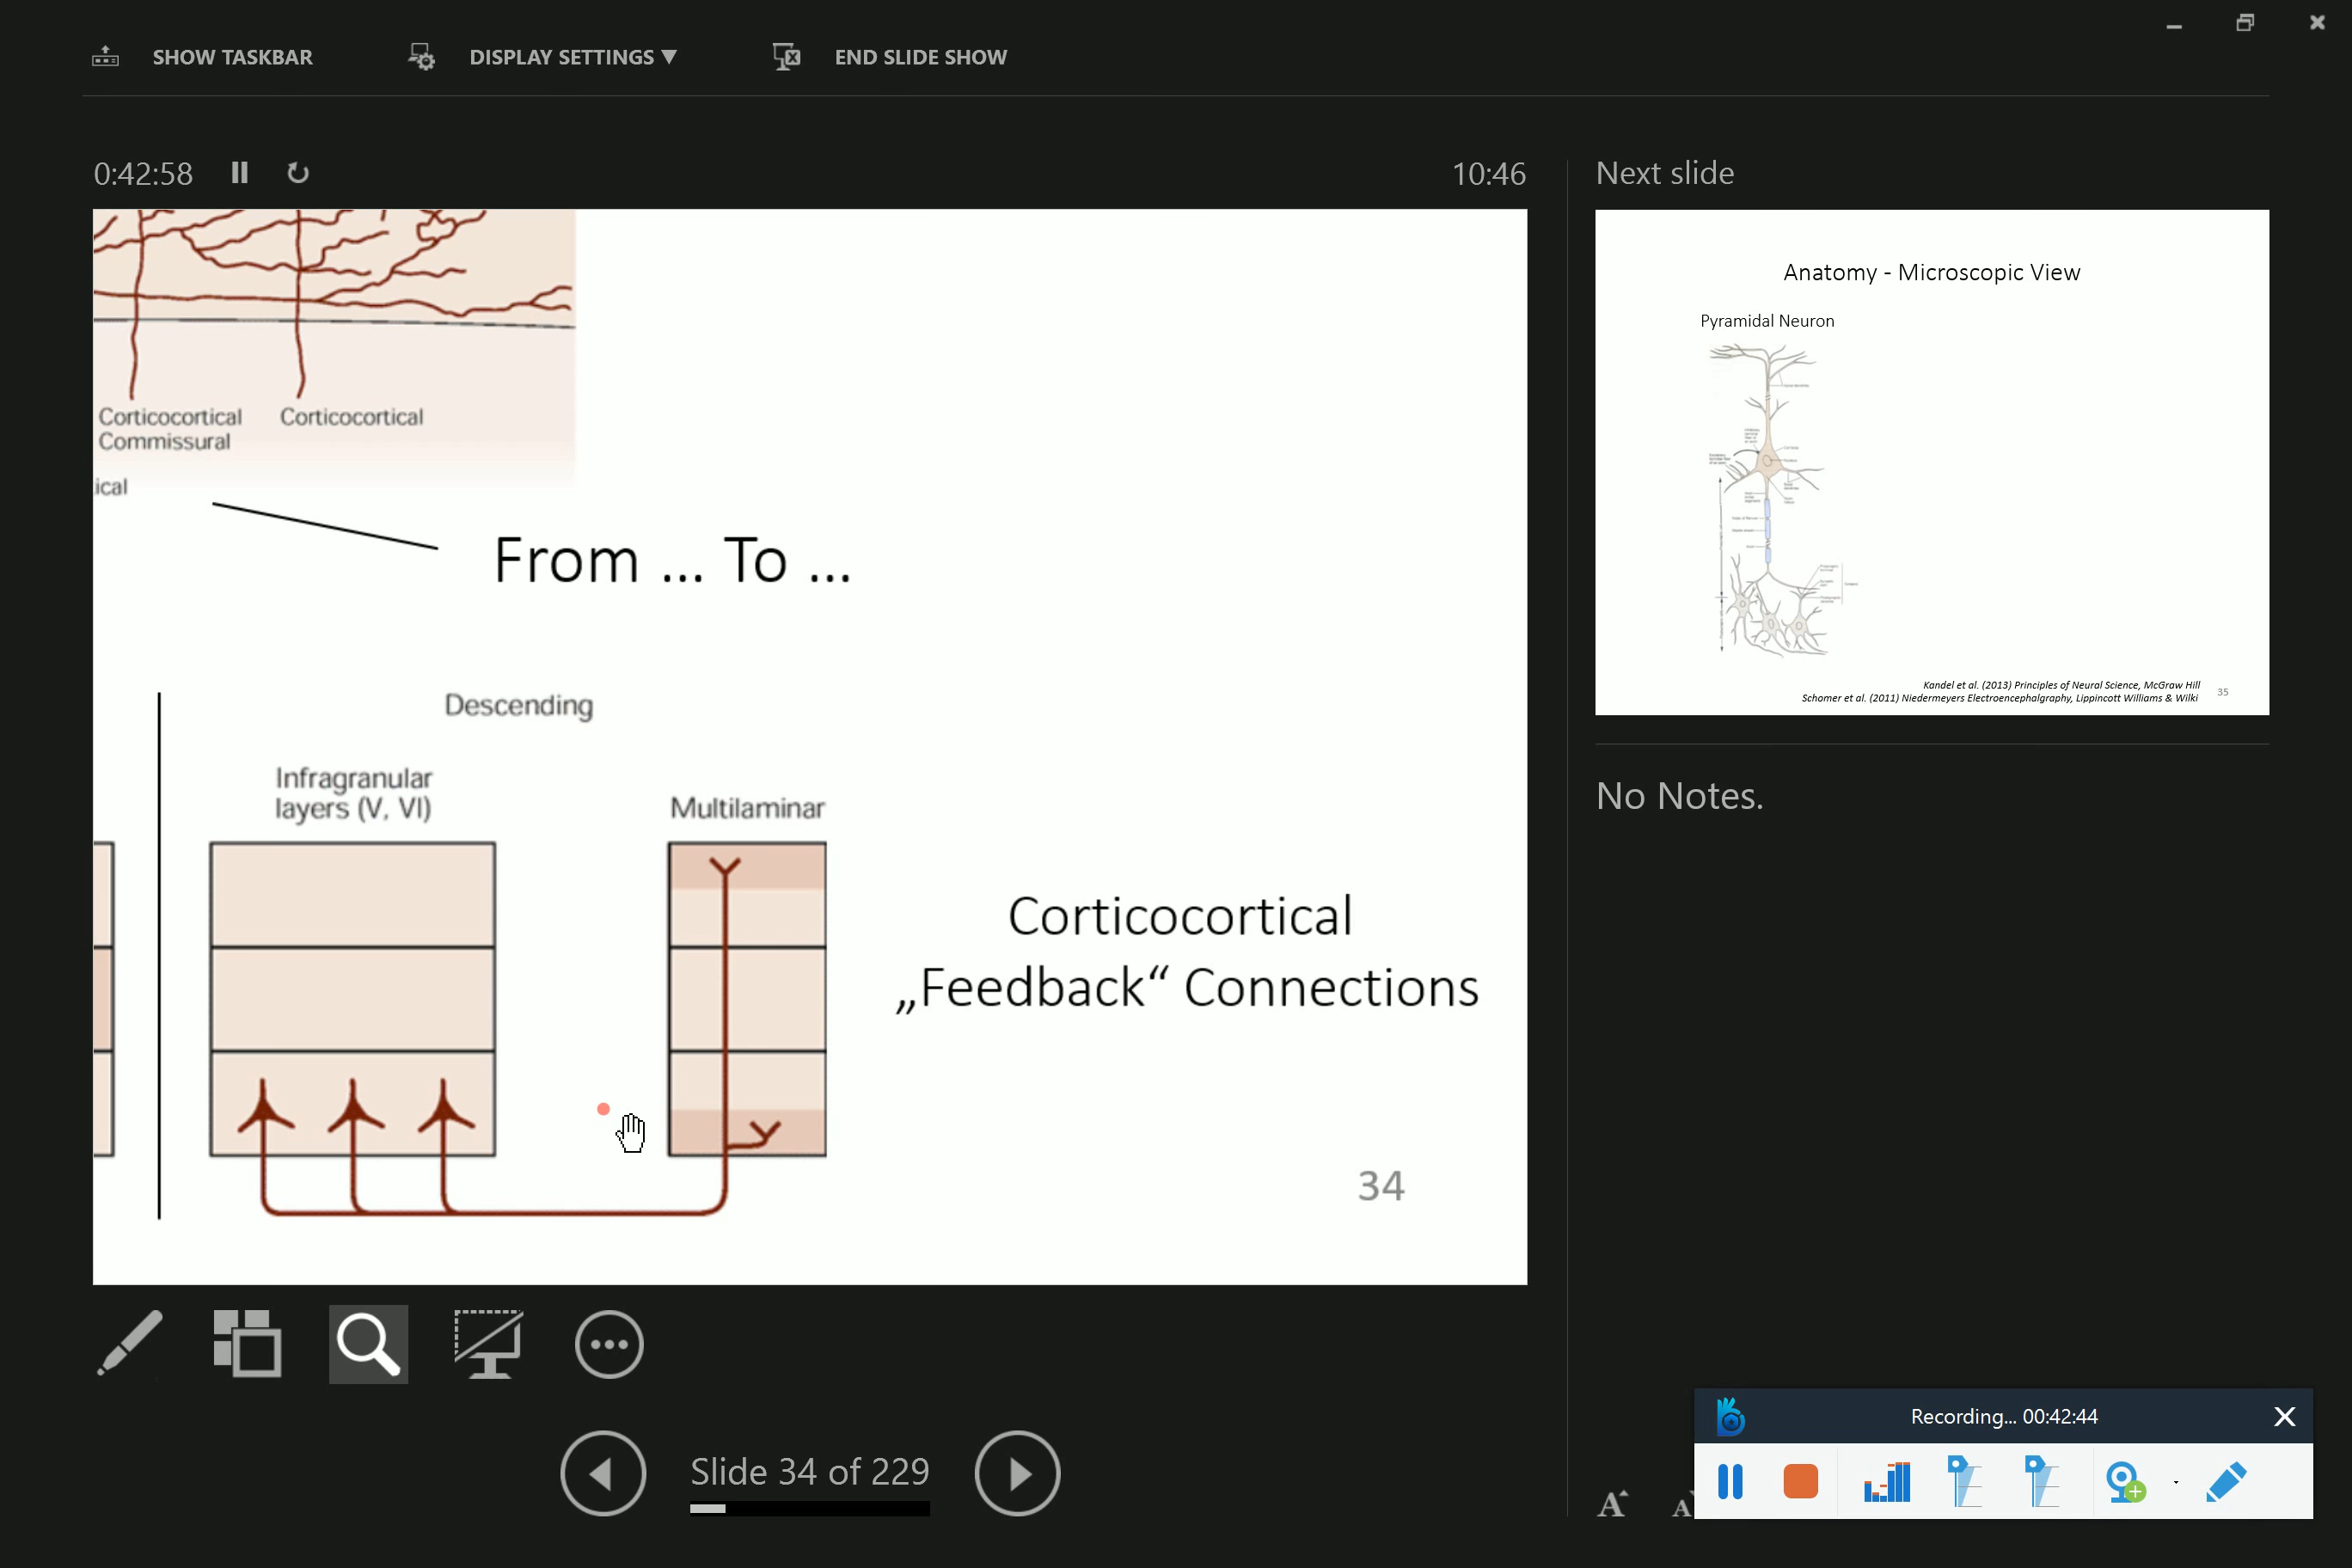 SHOW TASKBAR
DISPLAY SETTINGS ▼
END SLIDE SHOW
0:42:58
10:46
Next slide
Corticocortical
Commissural
Corticocortical
ical
From ... To ...
Descending
Infragranular
layers (V, VI)
Multilaminar
Corticocortical
„Feedback“ Connections
34
Anatomy - Microscopic View
Pyramidal Neuron
Kandel et al. (2013) Principles of Neural Science, McGraw Hill
Schomer et al. (2011) Niedermeyers Electroencephalgraphy, Lippincott Williams & Wilki
35
No Notes.
Slide 34 of 229
Recording... 00:42:44
A
A